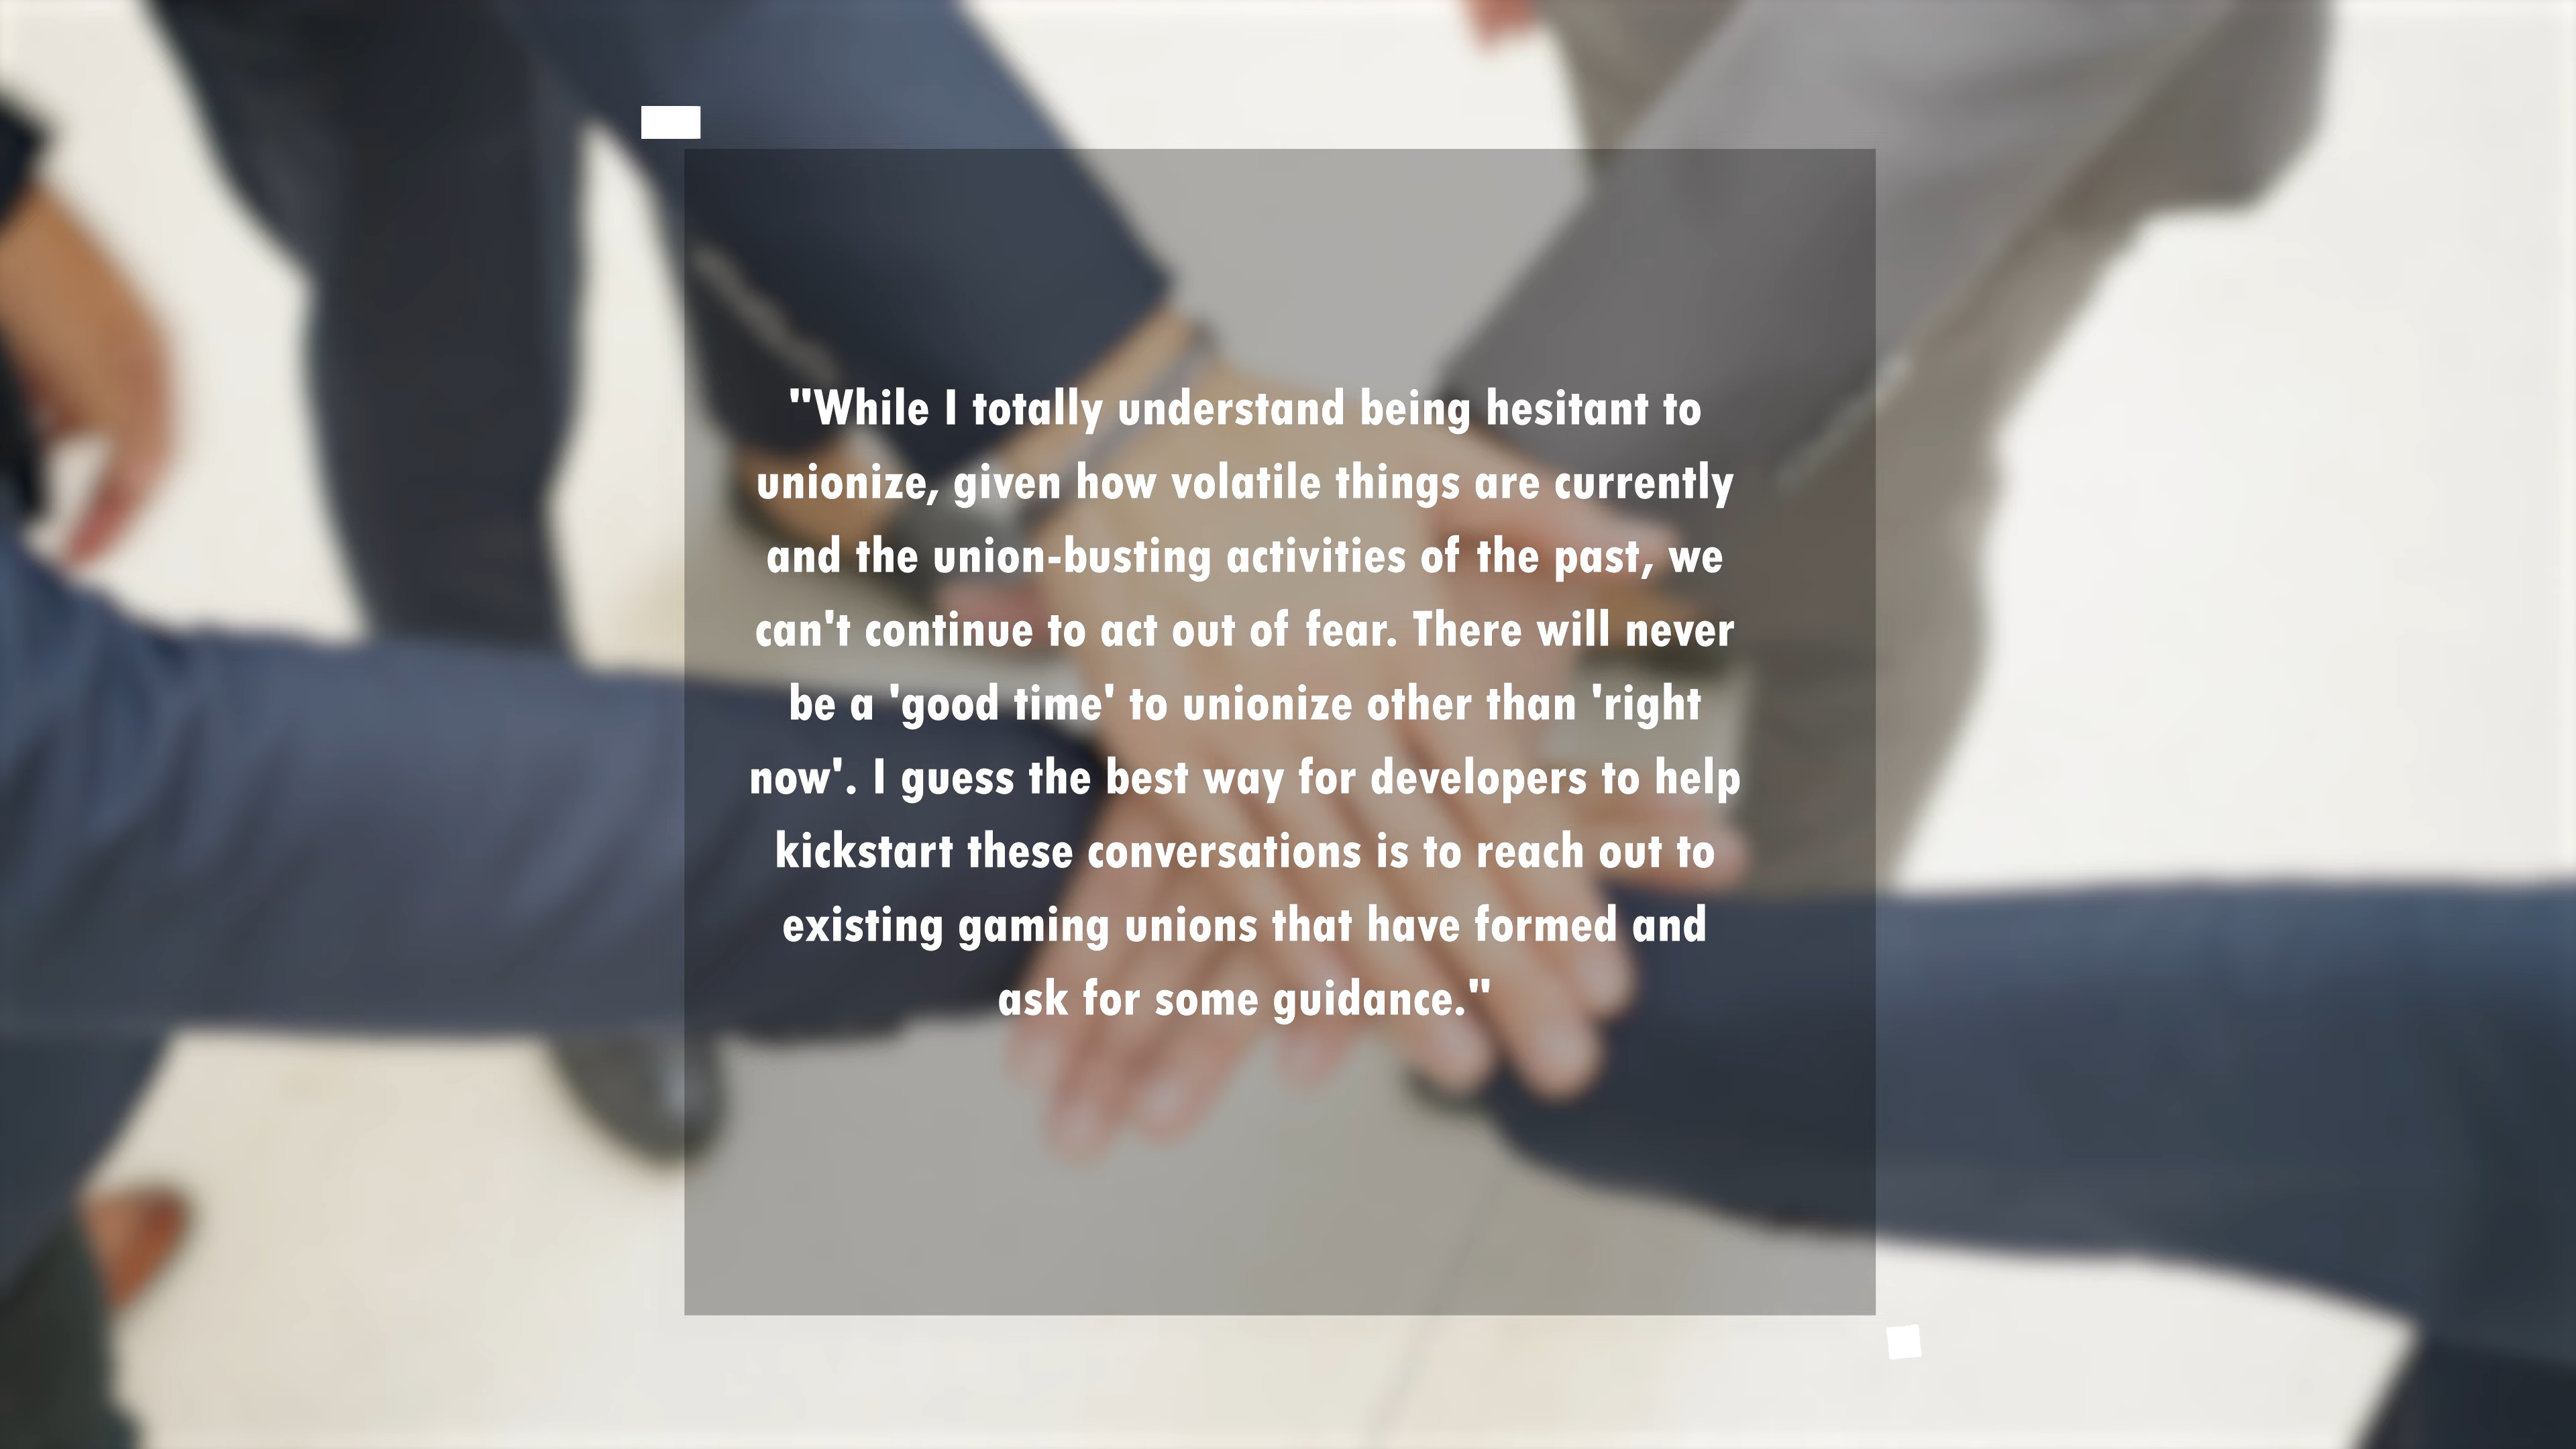 "While I totally understand being hesitant to
unionize, given how volatile things are currently
and the union-busting activities of the past, we
can't continue to act out of fear. There will never
be a 'good time' to unionize other than 'right
now'. I guess the best way for developers to help
kickstart these conversations is to reach out to
existing gaming unions that have formed and
ask for some guidance."